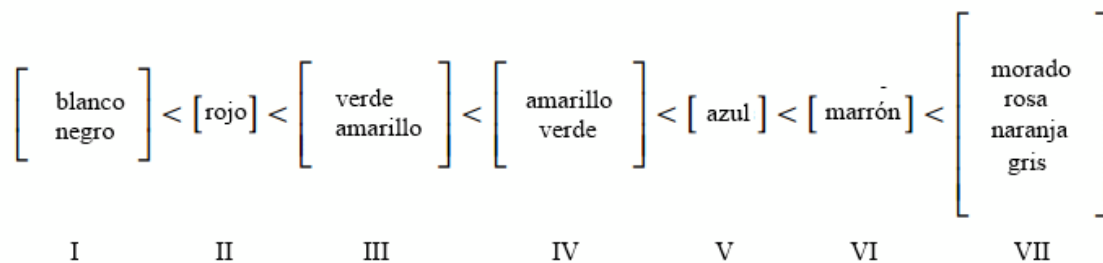 blanco
negro
< [rojo] <
verde
amarillo
<
amarillo
verde
< [ azul ] < [ marrón ] <
morado
rosa
naranja
gris
I II III IV V VI VII